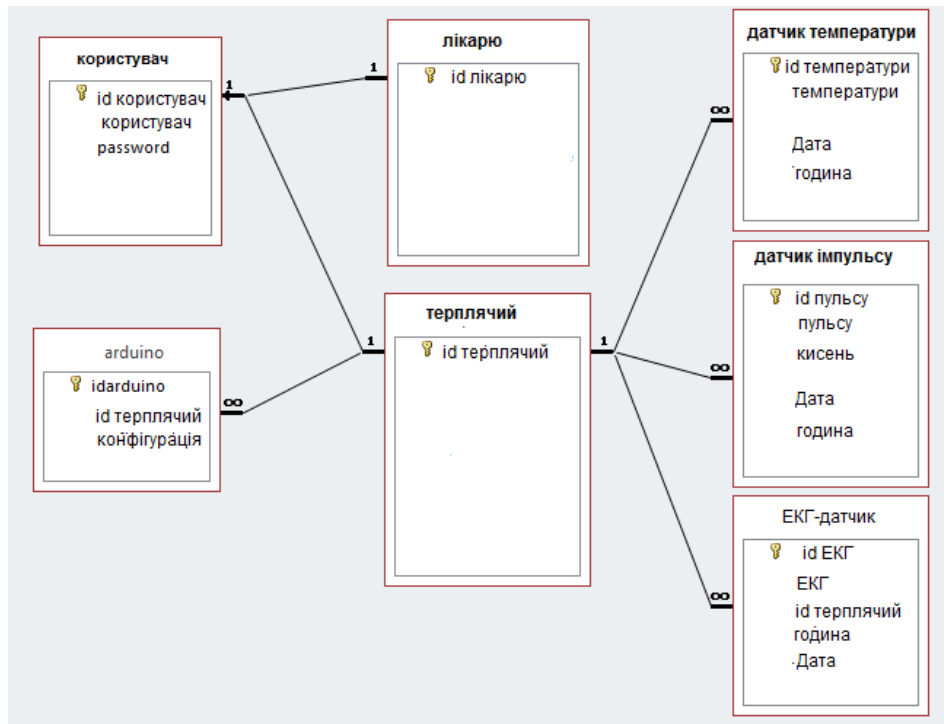 користувач
id користувач
користувач
password
1
лікарю
id лікарю
1
датчик температури
id температури
температури
Дата
година
∞
датчик імпульсу
id пульсу
пульсу
кисень
Дата
година
∞
arduino
idarduino
id терплячий
конфігурація
∞
терплячий
id терплячий
1
1
ЕКГ-датчик
id ЕКГ
ЕКГ
id терплячий
година
Дата
∞